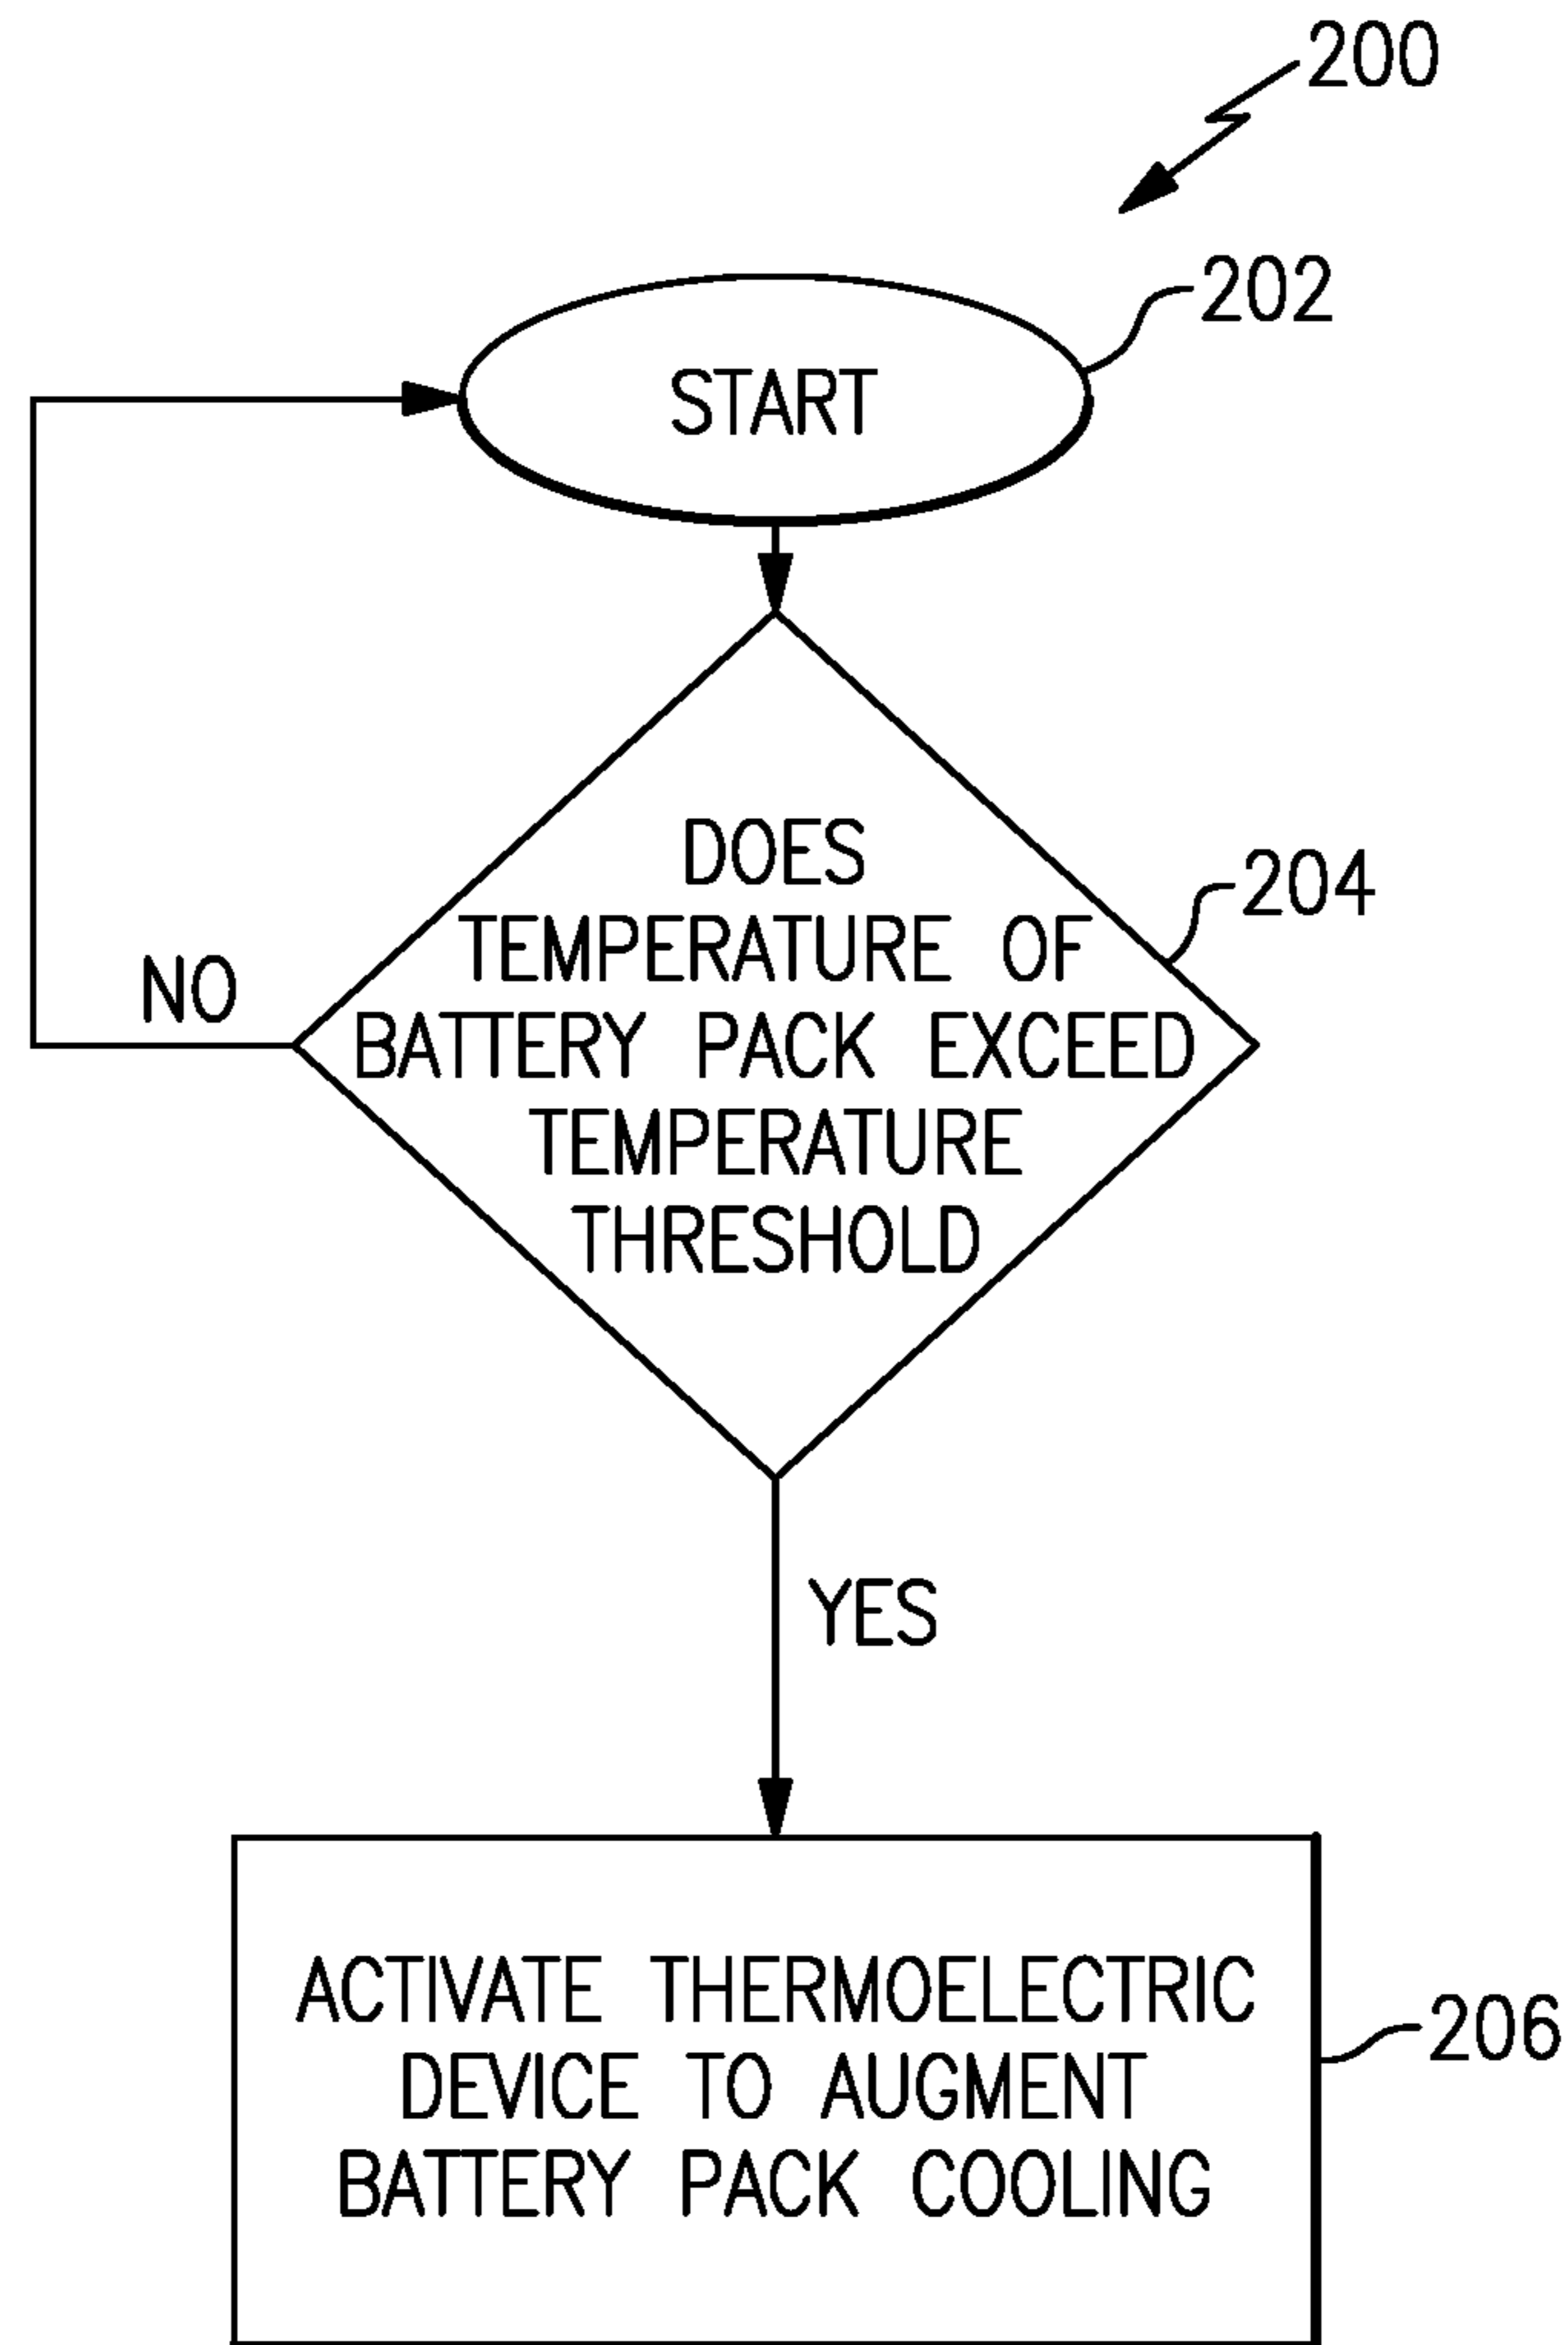 200
202
START
204
DOES
TEMPERATURE OF
BATTERY PACK EXCEED
TEMPERATURE
THRESHOLD
NO
YES
ACTIVATE THERMOELECTRIC
DEVICE TO AUGMENT
BATTERY PACK COOLING
206